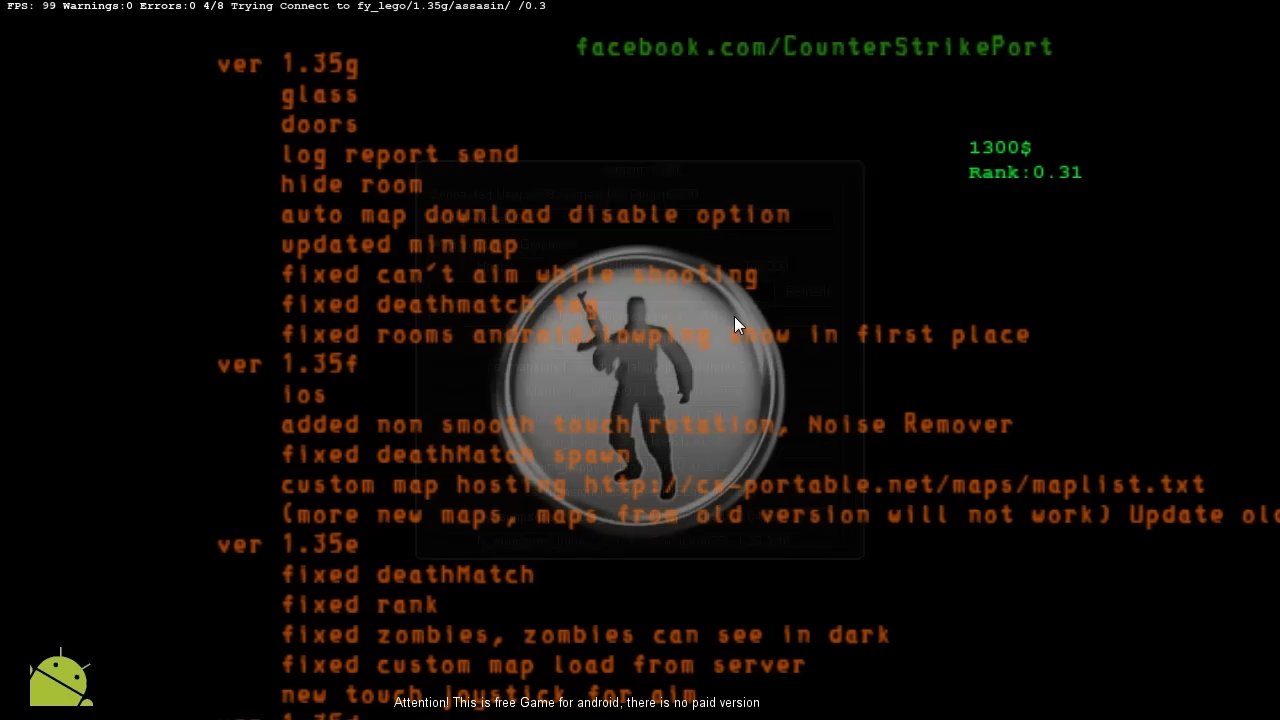 FPS: 99 Warnings:0 Errors:0 4/8 Trying Connect to fy_lego/1.35g/assasin/ /0.3
facebook.com/CounterStrikePort
ver 1.35g
glass
doors
log report send
1300$
Rank:0.31
hide room
auto map download disable option
updated minimap
fixed can't aim while shooting
fixed deathmatch tag
fixed rooms android/lowping show in first place
ver 1.35f
ios
added non smooth touch rotation, Noise Remover
fixed deathMatch spawn
custom map hosting http://cs-portable.net/maps/maplist.txt
(more new maps, maps from old version will not work) Update old
ver 1.35e
fixed deathMatch
fixed rank
fixed zombies, zombies can see in dark
fixed custom map load from server
new touch joystick for aim
Attention! This is free Game for android, there is no paid version